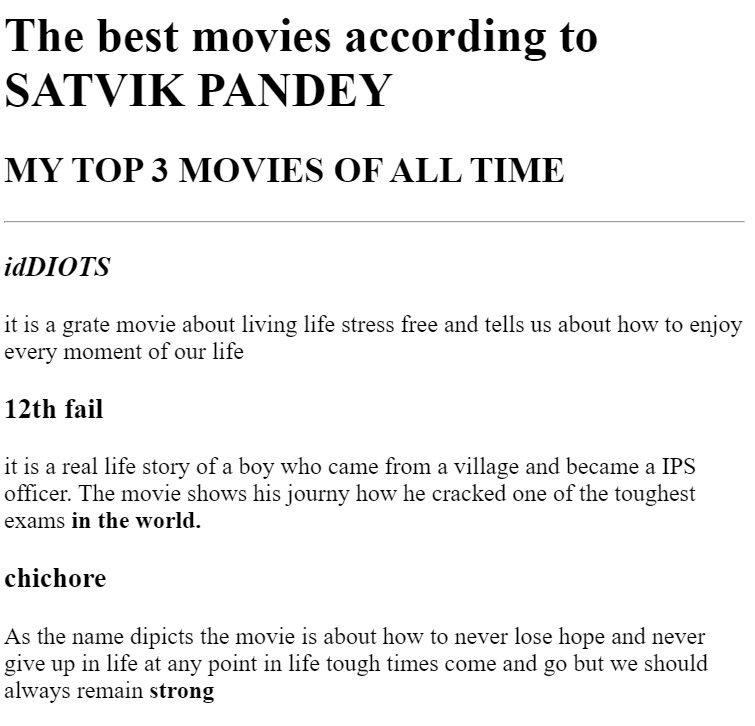 The best movies according to
SATVIK PANDEY
MY TOP 3 MOVIES OF ALL TIME
idDIOTS
it is a grate movie about living life stress free and tells us about how to enjoy
every moment of our life
12th fail
it is a real life story of a boy who came from a village and became a IPS
officer. The movie shows his journy how he cracked one of the toughest
exams in the world.
chichore
As the name dipicts the movie is about how to never lose hope and never
give up in life at any point in life tough times come and go but we should
always remain strong